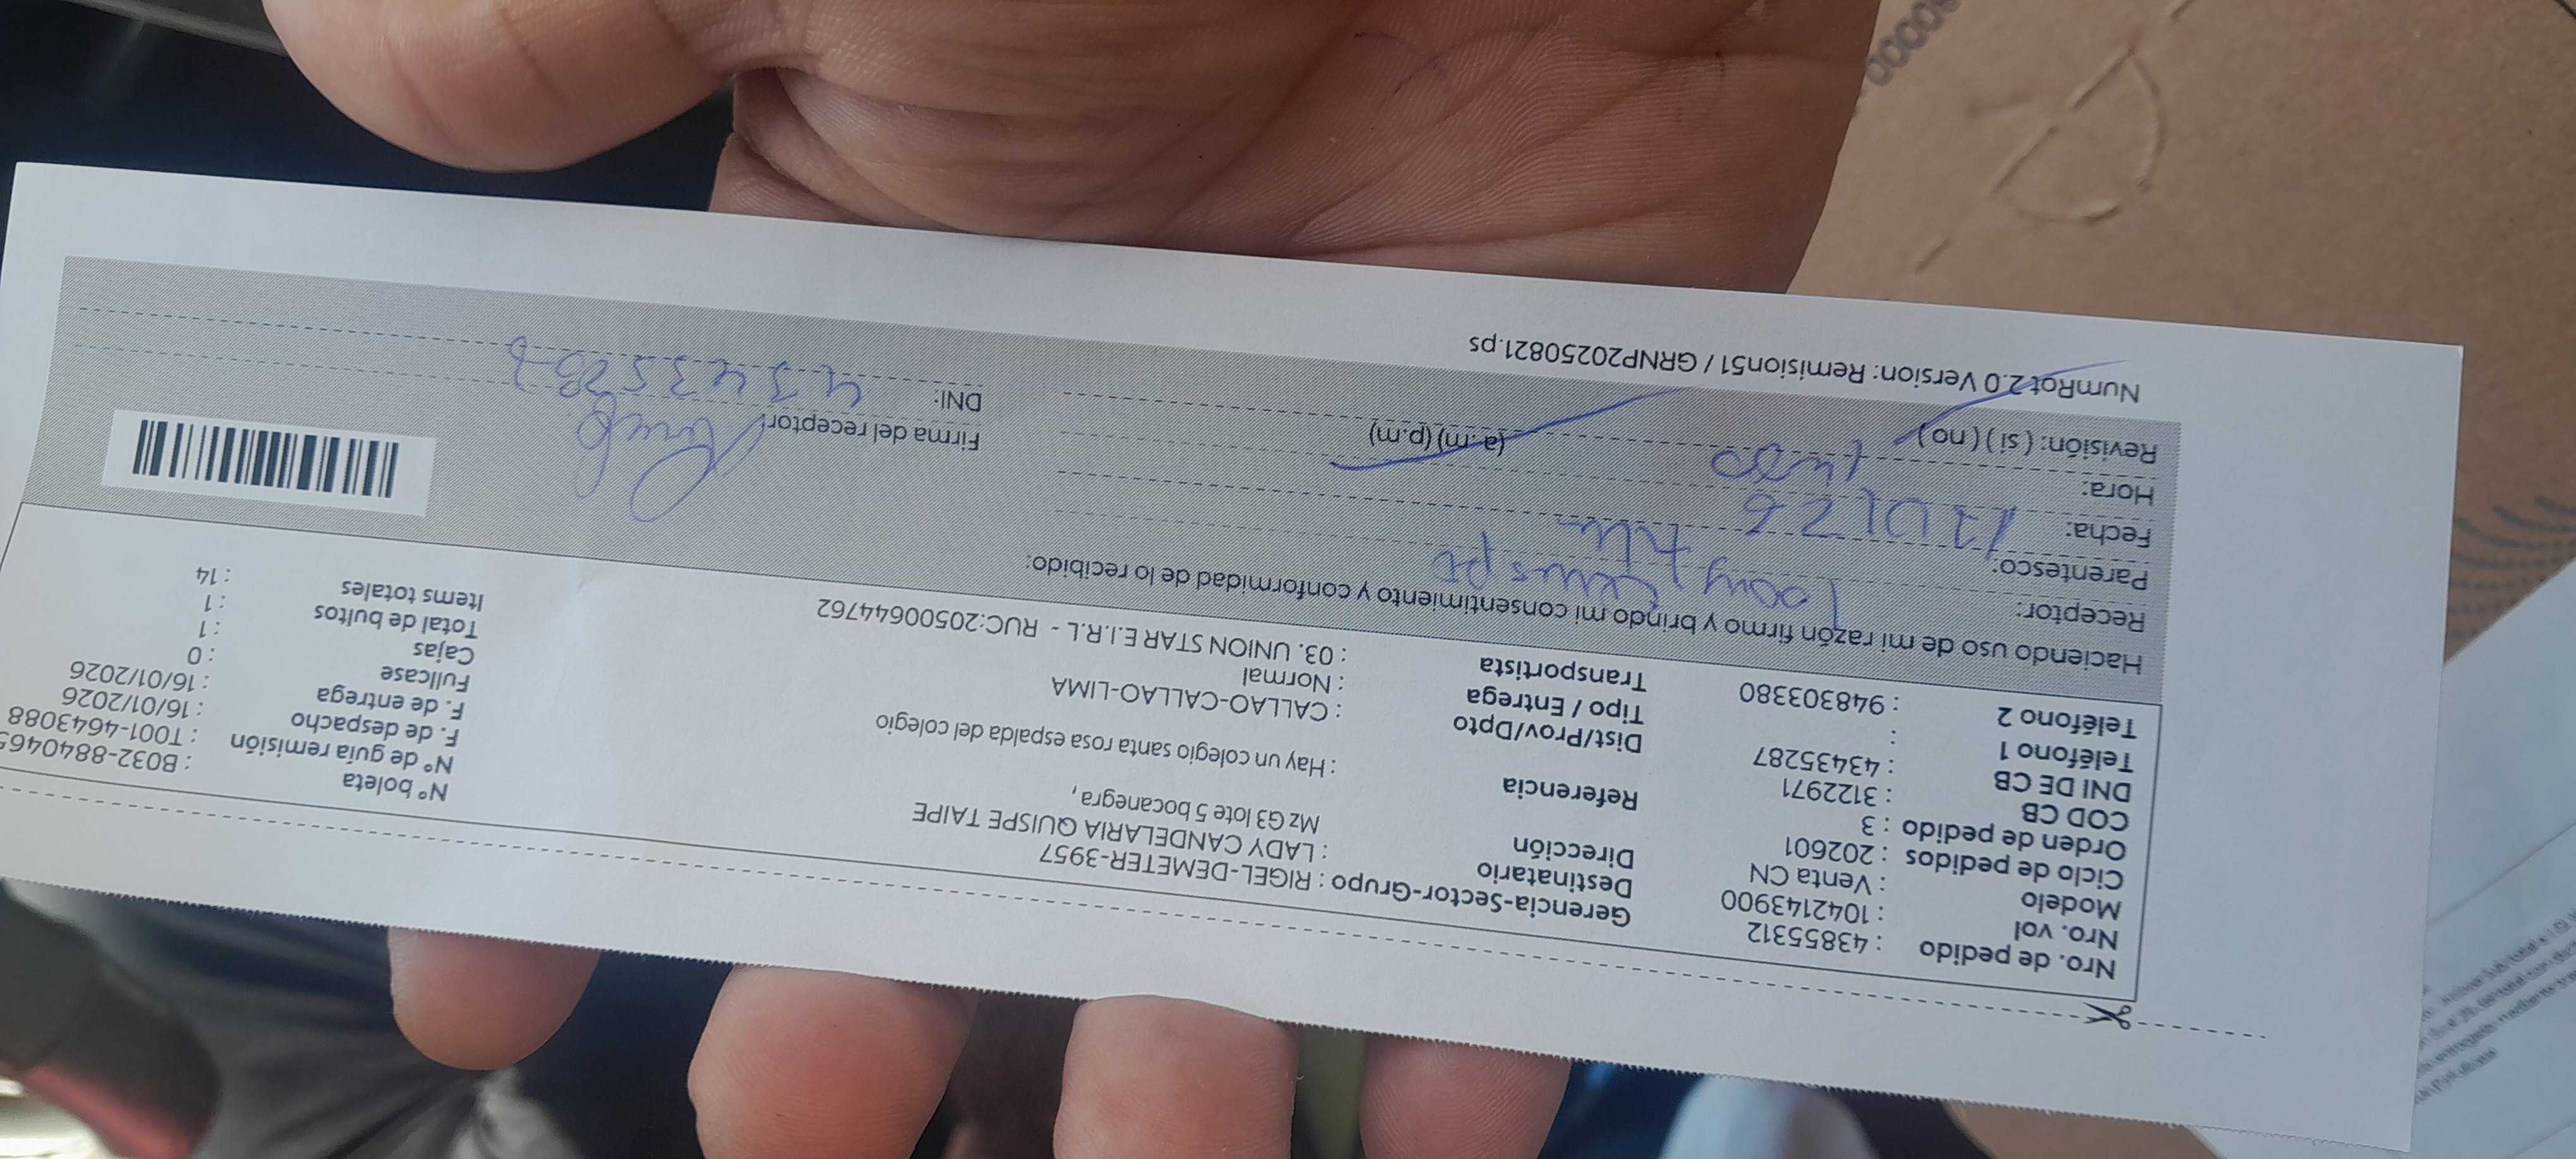 Nro. de pedido : 43855312
Nro. vol : 1042143900
Modelo : Venta CN
Ciclo de pedidos : 202601
Orden de pedido : 3
COD CB : 3122971
DNI DE CB : 43435287
Teléfono 1 :
Teléfono 2 : 948303380
Gerencia-Sector-Grupo : RIGEL-DEMETER-3957
Destinatario : LADY CANDELARIA QUISPE TAIPE
Dirección
Mz G3 lote 5 bocanegra ,
Referencia : Hay un colegio santa rosa espalda del colegio
Dist/Prov/Dpto : CALLAO-CALLAO-LIMA
Tipo / Entrega : Normal
Transportista : 03. UNION STAR E.I.R.L - RUC:20500644762
N° boleta : B032-8840465
N° de guía remisión : T001-4643088
F. de despacho : 16/01/2026
F. de entrega : 16/01/2026
Fullcase : 0
Cajas : 1
Total de bultos : 1
Items totales : 14
Haciendo uso de mi razón firmo y brindo mi consentimiento y conformidad de lo recibido:
Receptor:
Parentesco:
Fecha:
Hora:
(a.m) (p.m)
Revisión: ( si ) ( no )
Firma del receptor:
DNI: 43435287
NumRot 2.0 Version: Remision51 / GRNP20250821.ps